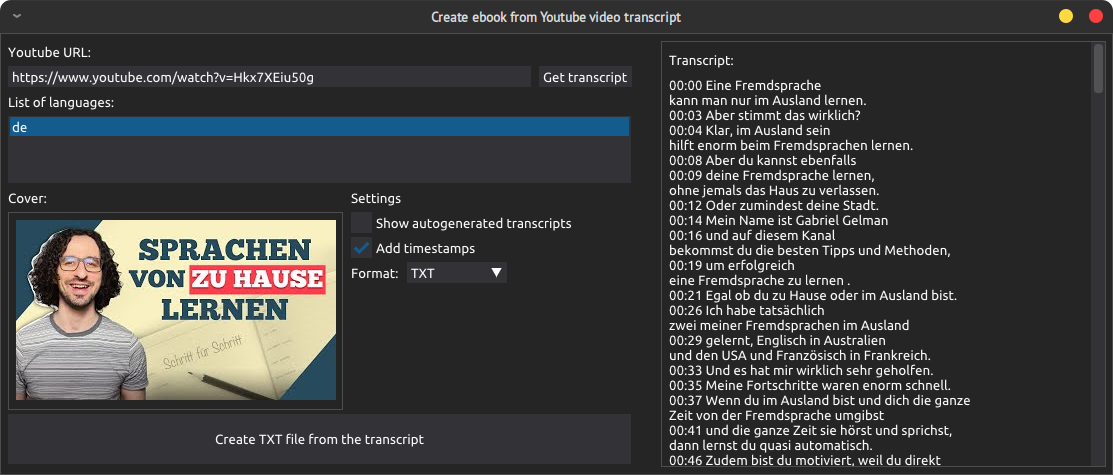 Create ebook from Youtube video transcript
Youtube URL:
https://www.youtube.com/watch?v=Hkx7XEiu50g
Get transcript
List of languages:
de
Cover:
SPRACHEN
VON ZU HAUSE
LERNEN
Schritt für Schritt
Settings
Show autogenerated transcripts
Add timestamps
Format:
TXT
Create TXT file from the transcript
Transcript:
00:00 Eine Fremdsprache
kann man nur im Ausland lernen.
00:03 Aber stimmt das wirklich?
00:04 Klar, im Ausland sein
hilft enorm beim Fremdsprachen lernen.
00:08 Aber du kannst ebenfalls
00:09 deine Fremdsprache lernen,
ohne jemals das Haus zu verlassen.
00:12 Oder zumindest deine Stadt.
00:14 Mein Name ist Gabriel Gelman
00:16 und auf diesem Kanal
bekommst du die besten Tipps und Methoden,
00:19 um erfolgreich
eine Fremdsprache zu lernen .
00:21 Egal ob du zu Hause oder im Ausland bist.
00:26 Ich habe tatsächlich
zwei meiner Fremdsprachen im Ausland
00:29 gelernt, Englisch in Australien
und den USA und Französisch in Frankreich.
00:33 Und es hat mir wirklich sehr geholfen.
00:35 Meine Fortschritte waren enorm schnell.
00:37 Wenn du im Ausland bist und dich die ganze
Zeit von der Fremdsprache umgibst
00:41 und die ganze Zeit sie hörst und sprichst,
dann lernst du quasi automatisch.
00:46 Zudem bist du motiviert, weil du direkt